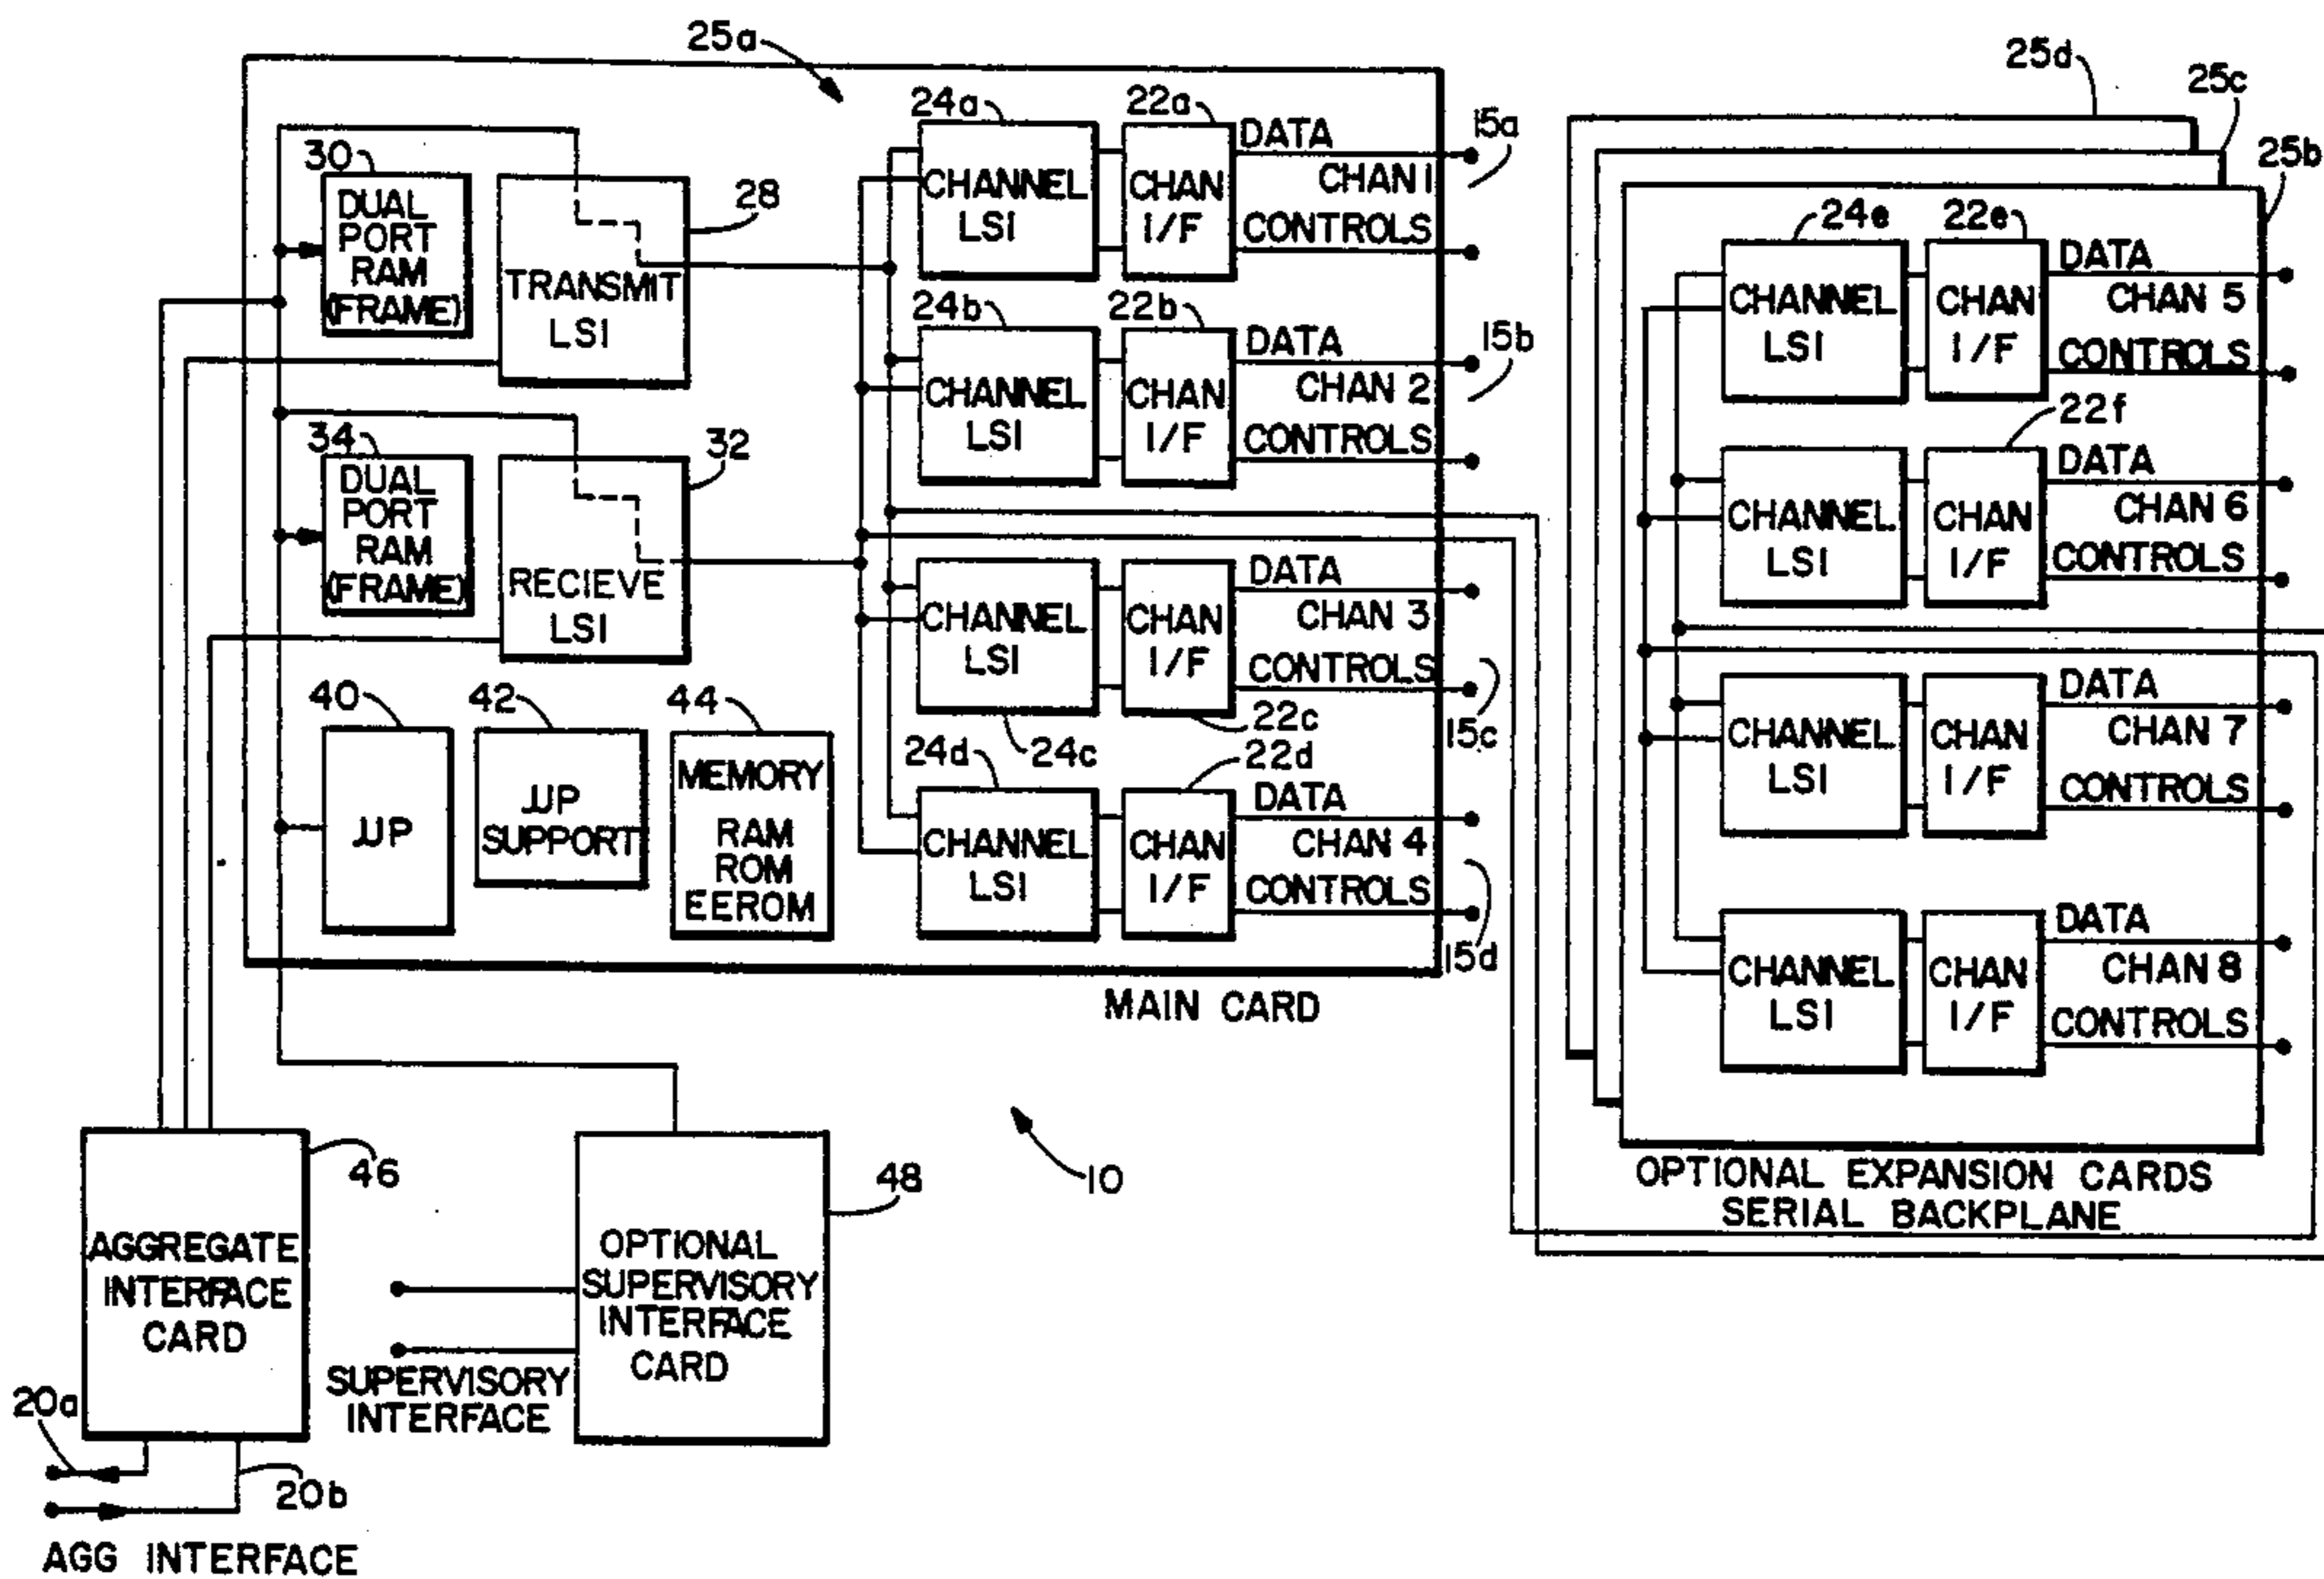 25a
25d
25c
25b
24a
22a
DATA
15a
CHANNEL
LSI
CHAN
I/F
CHAN 1
CONTROLS
30
DUAL
PORT
RAM
(FRAME)
28
TRANSMIT
LSI
24b
22b
DATA
15b
CHANNEL
LSI
CHAN
I/F
CHAN 2
CONTROLS
34
DUAL
PORT
RAM
(FRAME)
32
RECIEVE
LSI
DATA
CHANNEL
LSI
CHAN
I/F
CHAN 3
CONTROLS
24c
22c
15c
40
JJP
42
JJP
SUPPORT
44
MEMORY
RAM
ROM
EEROM
24d
22d
DATA
CHANNEL
LSI
CHAN
I/F
CHAN 4
CONTROLS
15d
MAIN CARD
24e
22e
DATA
CHANNEL
LSI
CHAN
I/F
CHAN 5
CONTROLS
22f
DATA
CHANNEL
LSI
CHAN
I/F
CHAN 6
CONTROLS
DATA
CHANNEL
LSI
CHAN
I/F
CHAN 7
CONTROLS
DATA
CHANNEL
LSI
CHAN
I/F
CHAN 8
CONTROLS
OPTIONAL EXPANSION CARDS
SERIAL BACKPLANE
46
AGGREGATE
INTERFACE
CARD
48
OPTIONAL
SUPERVISORY
INTERFACE
CARD
10
SUPERVISORY
INTERFACE
20a
20b
AGG INTERFACE